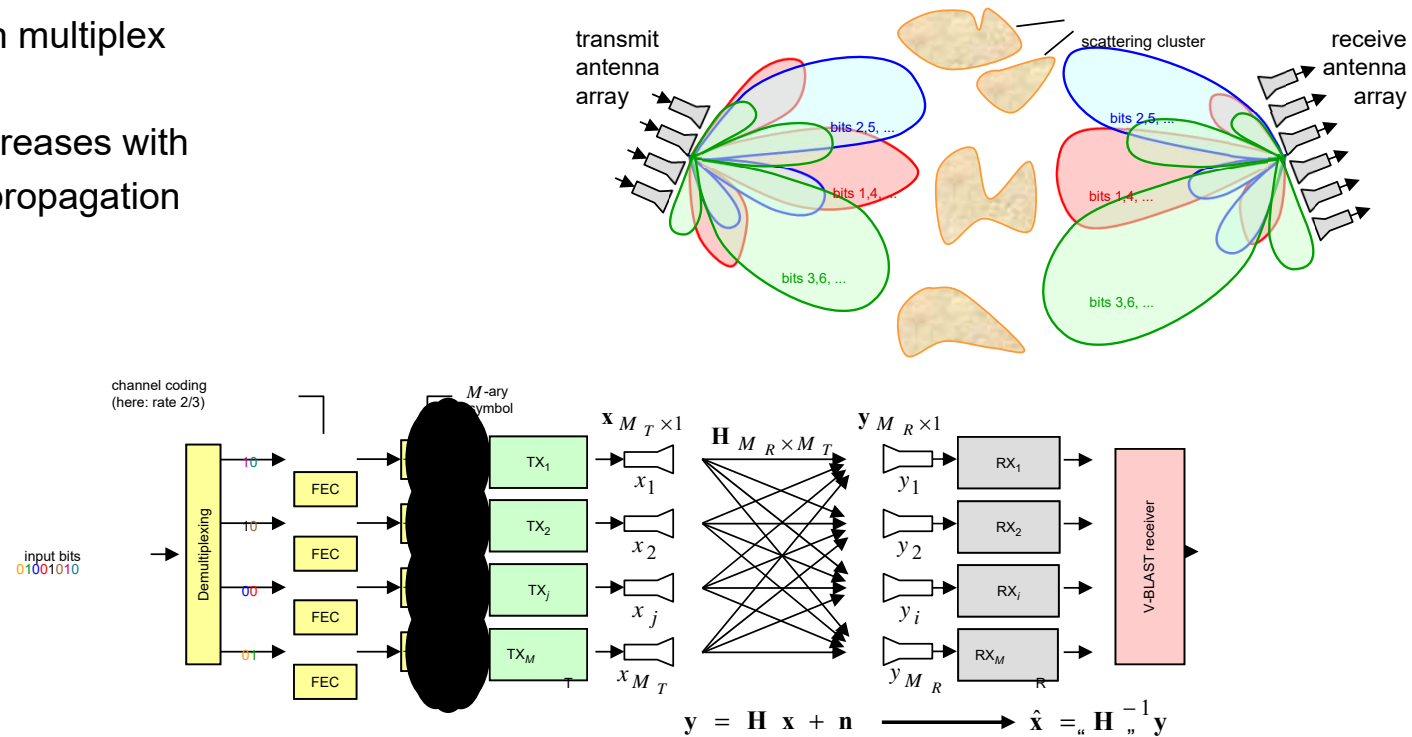 n multiplex
reases with
propagation
transmit
antenna
array
scattering cluster
receive
antenna
array
bits 2,5, ...
bits 1,4, ...
bits 3,6, ...
bits 2,5, ...
bits 1,4, ...
bits 3,6, ...
channel coding
(here: rate 2/3)
M-ary
symbol
input bits
01001010
Demultiplexing
10
10
00
01
FEC
FEC
FEC
FEC
TX1
TX2
TXj
TXM T
x M T ×1
x1
x2
x j
x M T
H M R × M T
y M R ×1
y1
y2
y i
y M R
RX1
RX2
RXi
RXM R
V-BLAST receiver
y = H x + n
x̂ = „ H “ −1 y